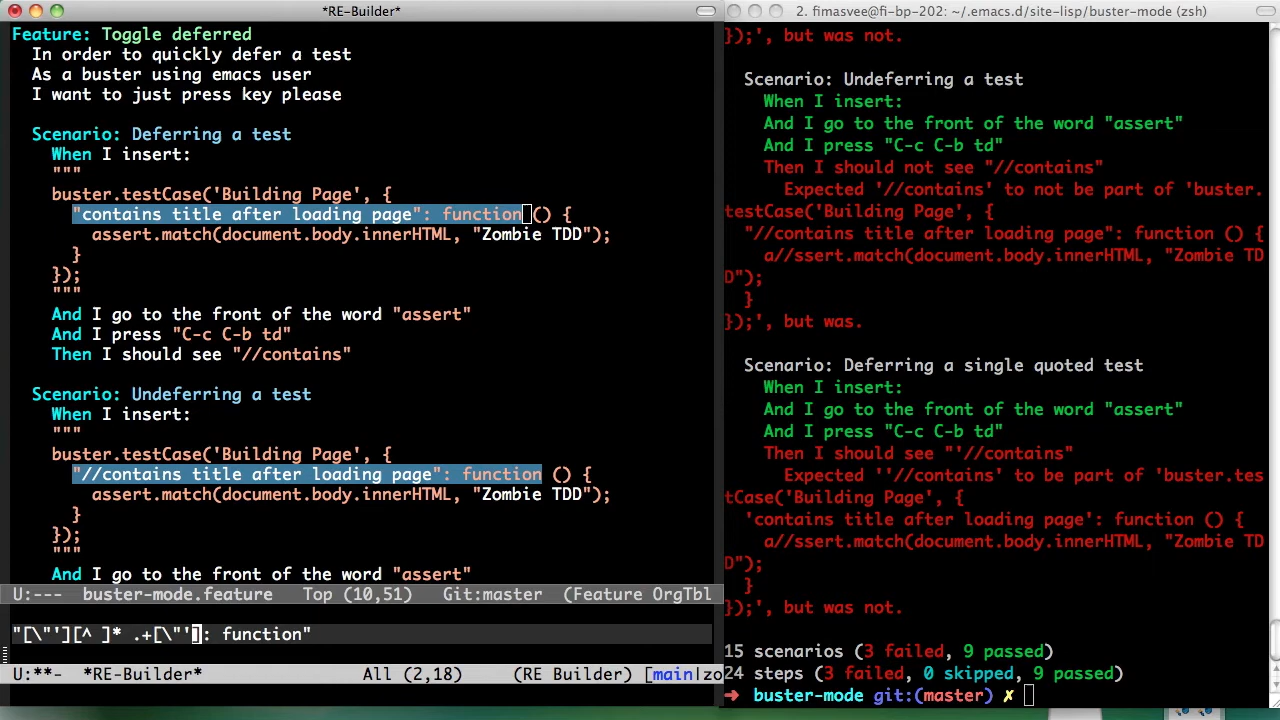 *RE-Builder*
Feature: Toggle deferred
In order to quickly defer a test
As a buster using emacs user
I want to just press key please
Scenario: Deferring a test
When I insert:
"""
buster.testCase('Building Page', {
"contains title after loading page": function () {
assert.match(document.body.innerHTML, "Zombie TDD");
}
});
"""
And I go to the front of the word "assert"
And I press "C-c C-b td"
Then I should see "//contains"
Scenario: Undeferring a test
When I insert:
"""
buster.testCase('Building Page', {
"//contains title after loading page": function () {
assert.match(document.body.innerHTML, "Zombie TDD");
}
});
"""
And I go to the front of the word "assert"
U:--- buster-mode.feature Top (10,51) Git:master (Feature OrgTbl
"[\"'][^ ]* .+[\"']: function"
U:**- *RE-Builder* All (2,18) (RE Builder) [main|zo
2. fimasvee@fi-bp-202: ~/.emacs.d/site-lisp/buster-mode (zsh)
});', but was not.
Scenario: Undeferring a test
When I insert:
And I go to the front of the word "assert"
And I press "C-c C-b td"
Then I should not see "//contains"
Expected '//contains' to not be part of 'buster.
testCase('Building Page', {
"//contains title after loading page": function () {
a//ssert.match(document.body.innerHTML, "Zombie TD
D");
}
});', but was.
Scenario: Deferring a single quoted test
When I insert:
And I go to the front of the word "assert"
And I press "C-c C-b td"
Then I should see "'//contains"
Expected ''//contains' to be part of 'buster.tes
tCase('Building Page', {
'contains title after loading page': function () {
a//ssert.match(document.body.innerHTML, "Zombie TD
D");
}
});', but was not.
15 scenarios (3 failed, 9 passed)
24 steps (3 failed, 0 skipped, 9 passed)
➜ buster-mode git:(master) ✗